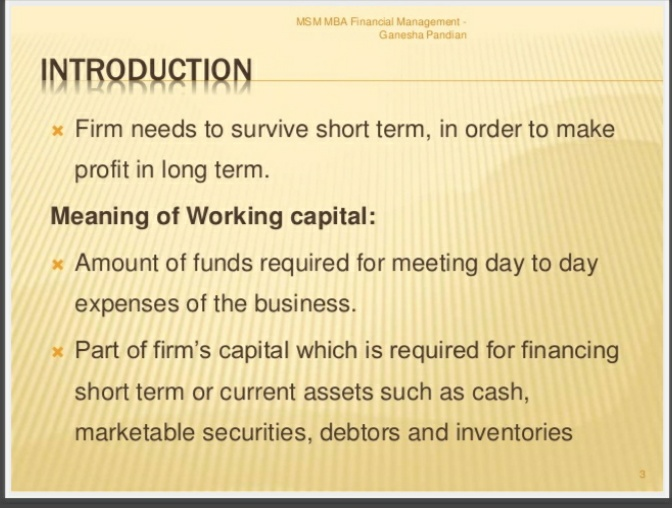 MSM MBA Financial Management -
Ganesha Pandian
INTRODUCTION
Firm needs to survive short term, in order to make
profit in long term.
Meaning of Working capital:
Amount of funds required for meeting day to day
expenses of the business.
Part of firm's capital which is required for financing
short term or current assets such as cash,
marketable securities, debtors and inventories
3